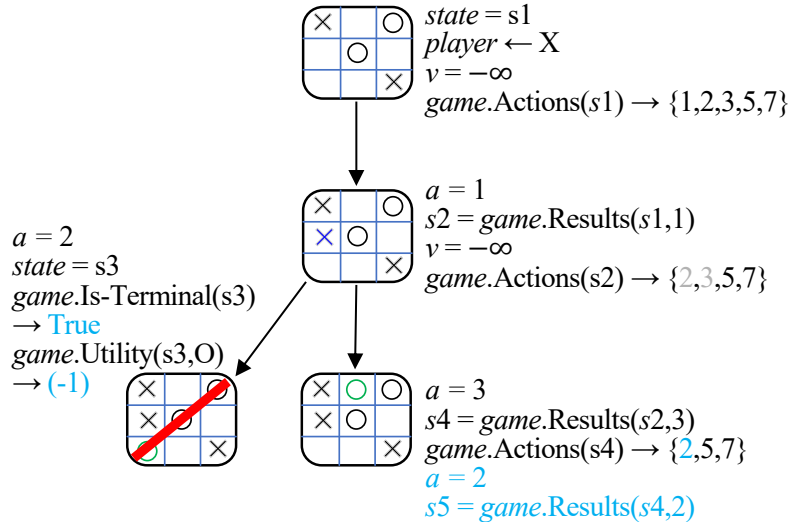 state = s1
player ← X
v = −∞
game.Actions(s1) → {1,2,3,5,7}
a = 1
s2 = game.Results(s1,1)
v = −∞
game.Actions(s2) → {2,3,5,7}
a = 2
state = s3
game.Is-Terminal(s3)
→ True
game.Utility(s3,O)
→ (-1)
a = 3
s4 = game.Results(s2,3)
game.Actions(s4) → {2,5,7}
a = 2
s5 = game.Results(s4,2)